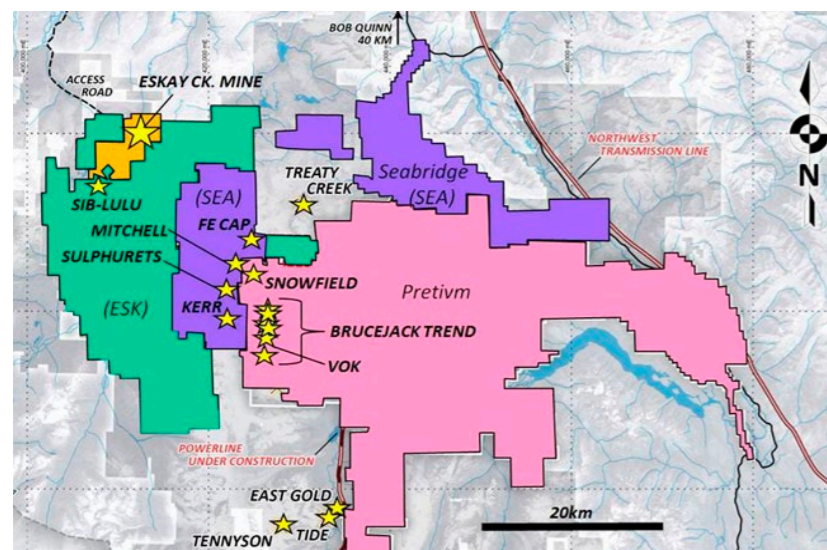 BOB QUINN
40 KM
ACCESS
ROAD
ESKAY CK. MINE
NORTHWEST
TRANSMISSION LINE
N
TREATY
CREEK
Seabridge
(SEA)
(SEA)
SIB-LULU
FE CAP
MITCHELL
SULPHURETS
SNOWFIELD
Pretivm
(ESK)
KERR
BRUCEJACK TREND
VOK
POWERLINE
UNDER CONSTRUCTION
EAST GOLD
TIDE
TENNYSON
20km